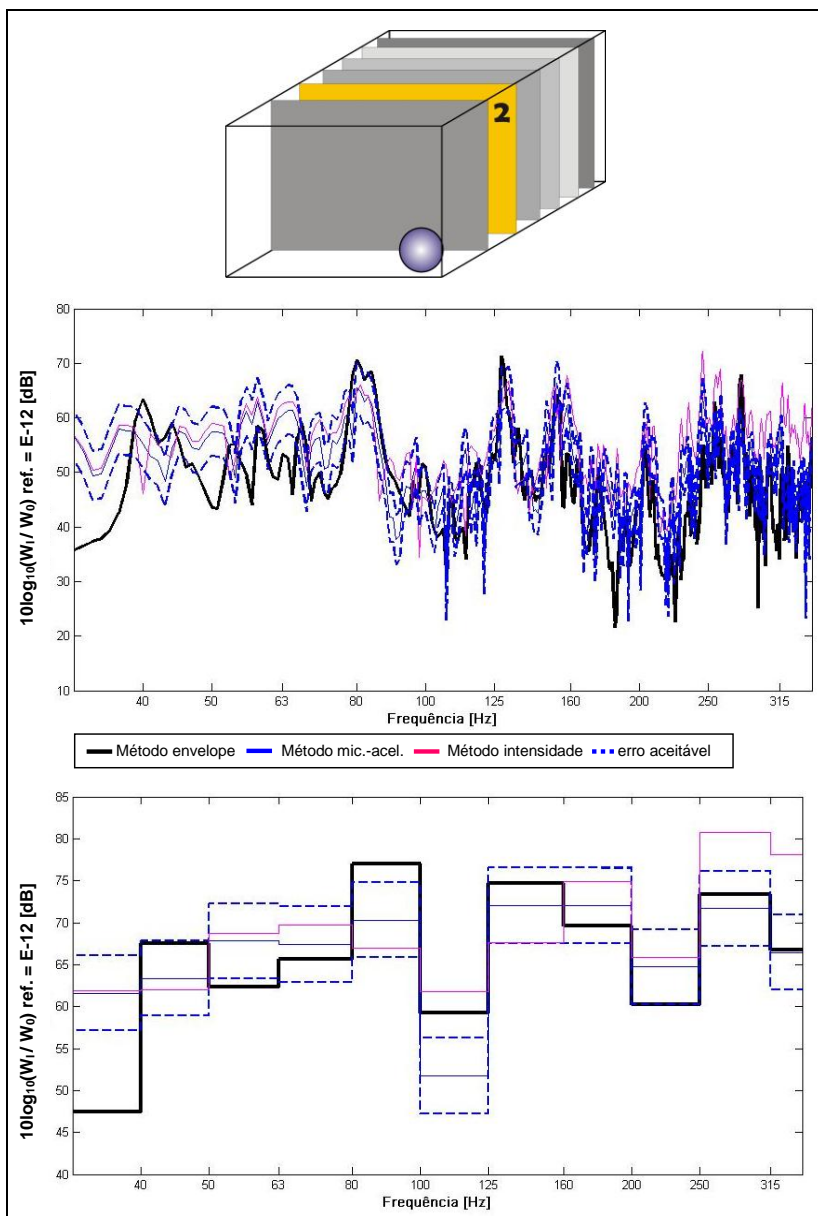 2
10log₁₀(Wᵢ / W₀) ref. = E-12 [dB]
80
70
60
50
40
30
20
10
40 50 63 80 100 125 160 200 250 315
Frequência [Hz]
Método envelope Método mic.-acel. Método intensidade erro aceitável
10log₁₀(Wᵢ / W₀) ref. = E-12 [dB]
85
80
75
70
65
60
55
50
45
40
40 50 63 80 100 125 160 200 250 315
Frequência [Hz]